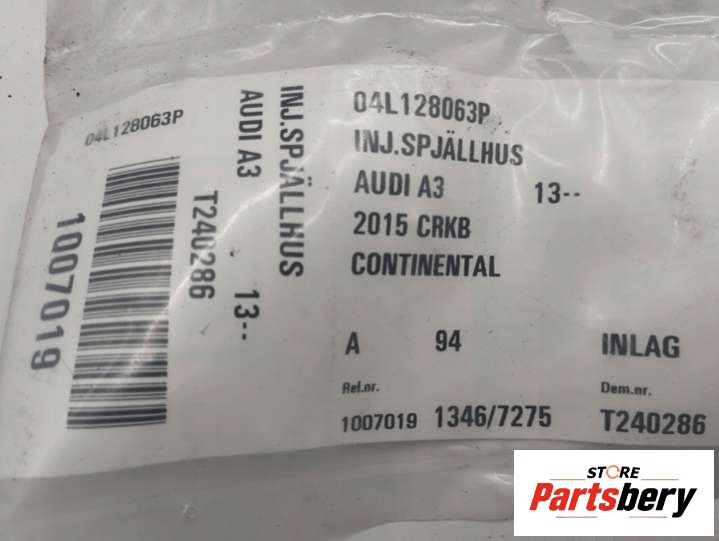 04L128063P
INJ.SPJÄLLHUS
AUDI A3 13--
T240286
1007019
04L128063P
INJ.SPJÄLLHUS
AUDI A3 13--
2015 CRKB
CONTINENTAL
A 94 INLAG
Ref.nr. Dem.nr.
1007019 1346/7275 T240286
STORE
Partsbery